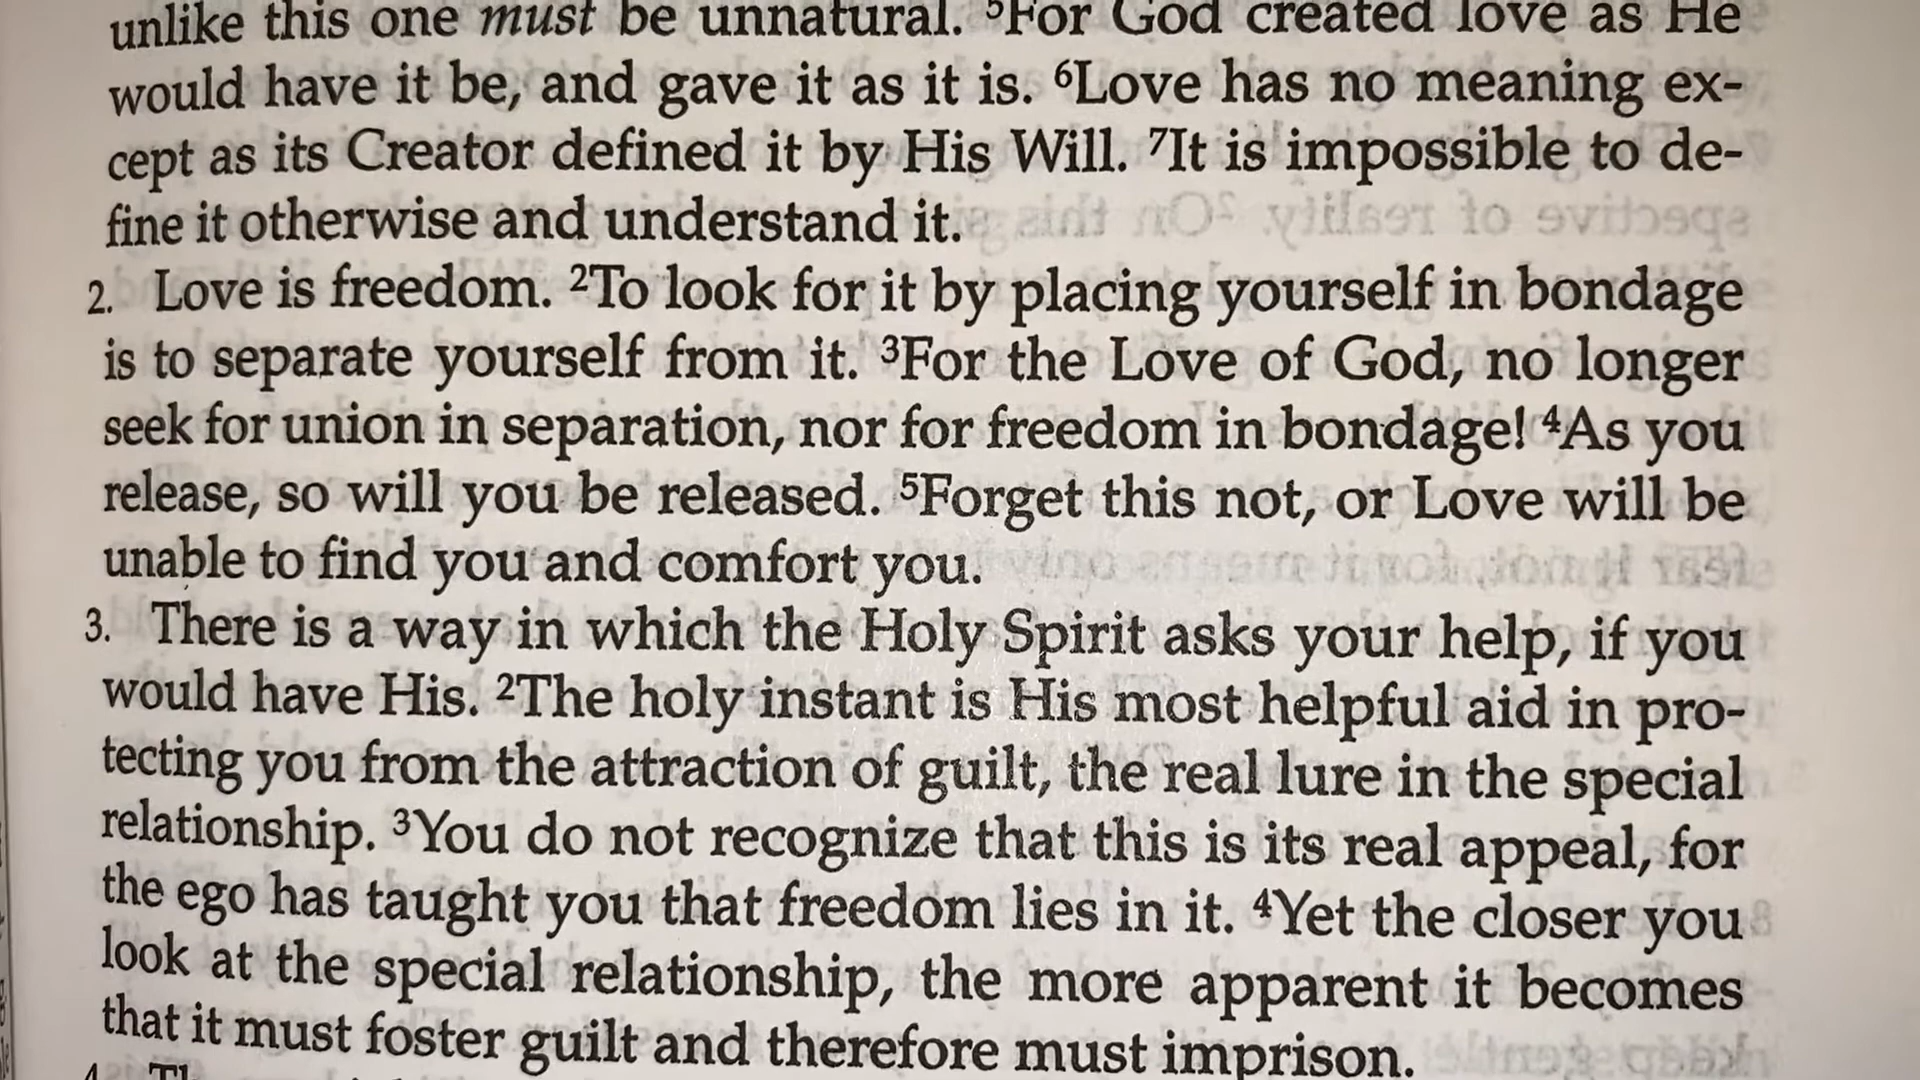 unlike this one must be unnatural. ⁵For God created love as He
would have it be, and gave it as it is. ⁶Love has no meaning ex-
cept as its Creator defined it by His Will. ⁷It is impossible to de-
fine it otherwise and understand it.
2. Love is freedom. ²To look for it by placing yourself in bondage
is to separate yourself from it. ³For the Love of God, no longer
seek for union in separation, nor for freedom in bondage! ⁴As you
release, so will you be released. ⁵Forget this not, or Love will be
unable to find you and comfort you.
3. There is a way in which the Holy Spirit asks your help, if you
would have His. ²The holy instant is His most helpful aid in pro-
tecting you from the attraction of guilt, the real lure in the special
relationship. ³You do not recognize that this is its real appeal, for
the ego has taught you that freedom lies in it. ⁴Yet the closer you
look at the special relationship, the more apparent it becomes
that it must foster guilt and therefore must imprison.